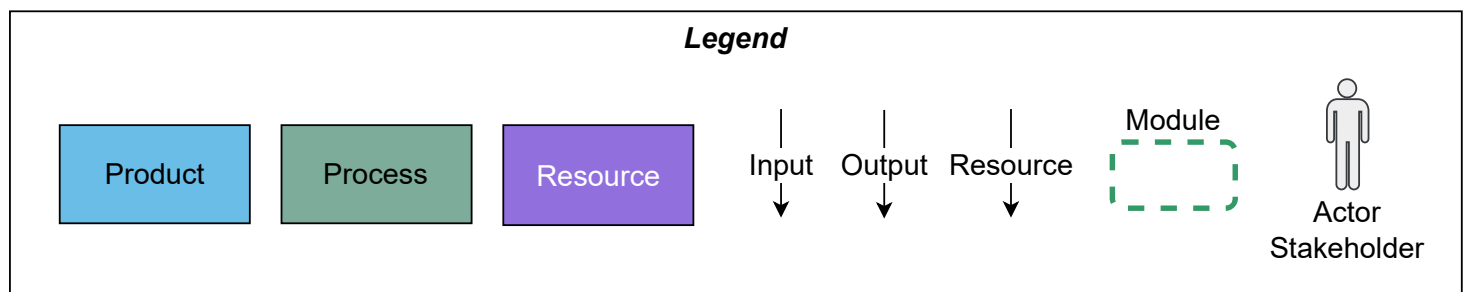 Legend
Product
Process
Resource
Input
Output
Resource
Module
Actor
Stakeholder